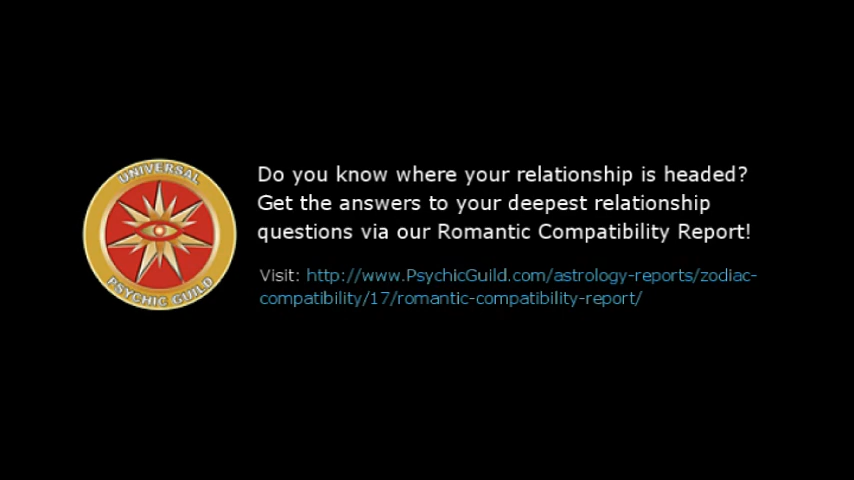 UNIVERSAL
PSYCHIC GUILD
Do you know where your relationship is headed?
Get the answers to your deepest relationship
questions via our Romantic Compatibility Report!
Visit: http://www.PsychicGuild.com/astrology-reports/zodiac-
compatibility/17/romantic-compatibility-report/